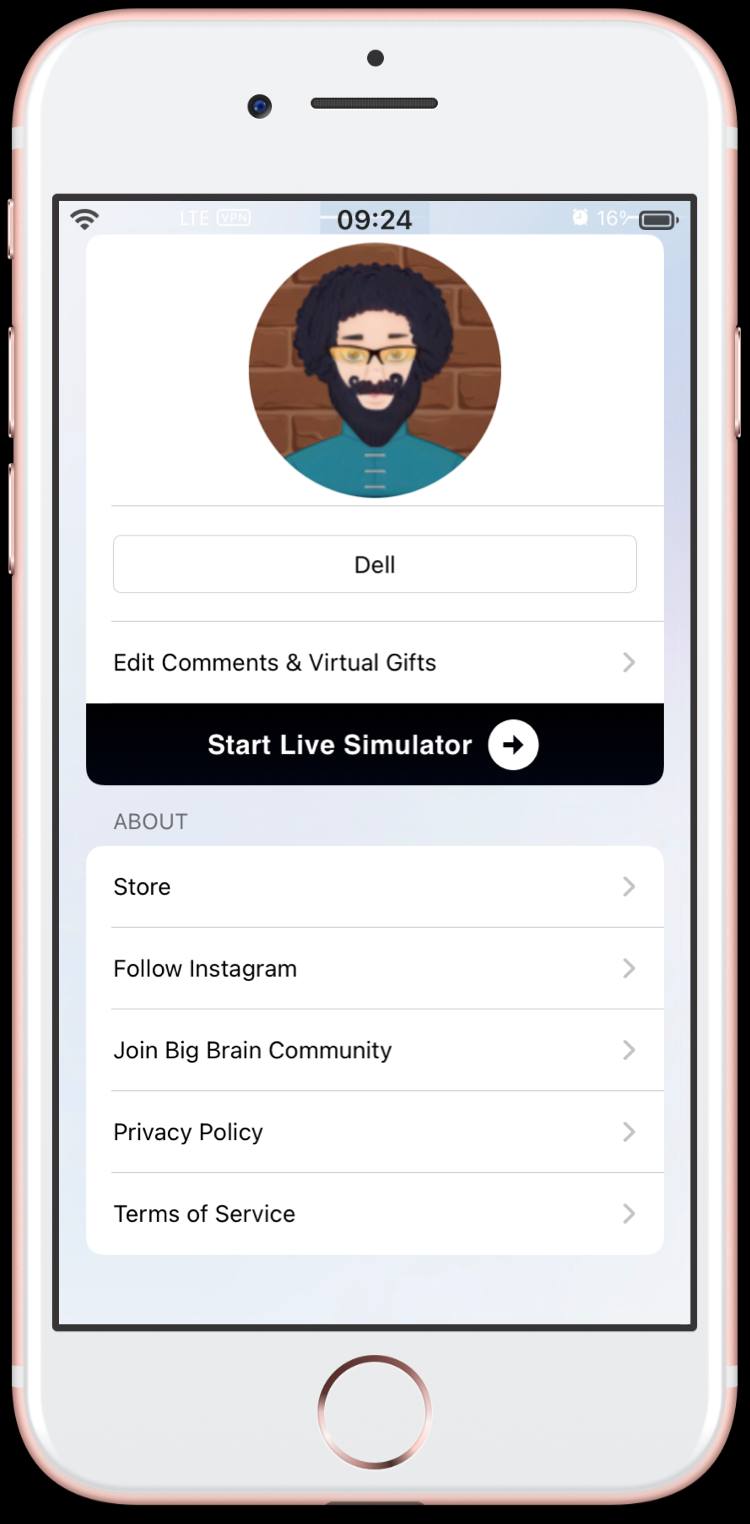 LTE VPN 09:24 16%
Dell
Edit Comments & Virtual Gifts
Start Live Simulator
ABOUT
Store
Follow Instagram
Join Big Brain Community
Privacy Policy
Terms of Service